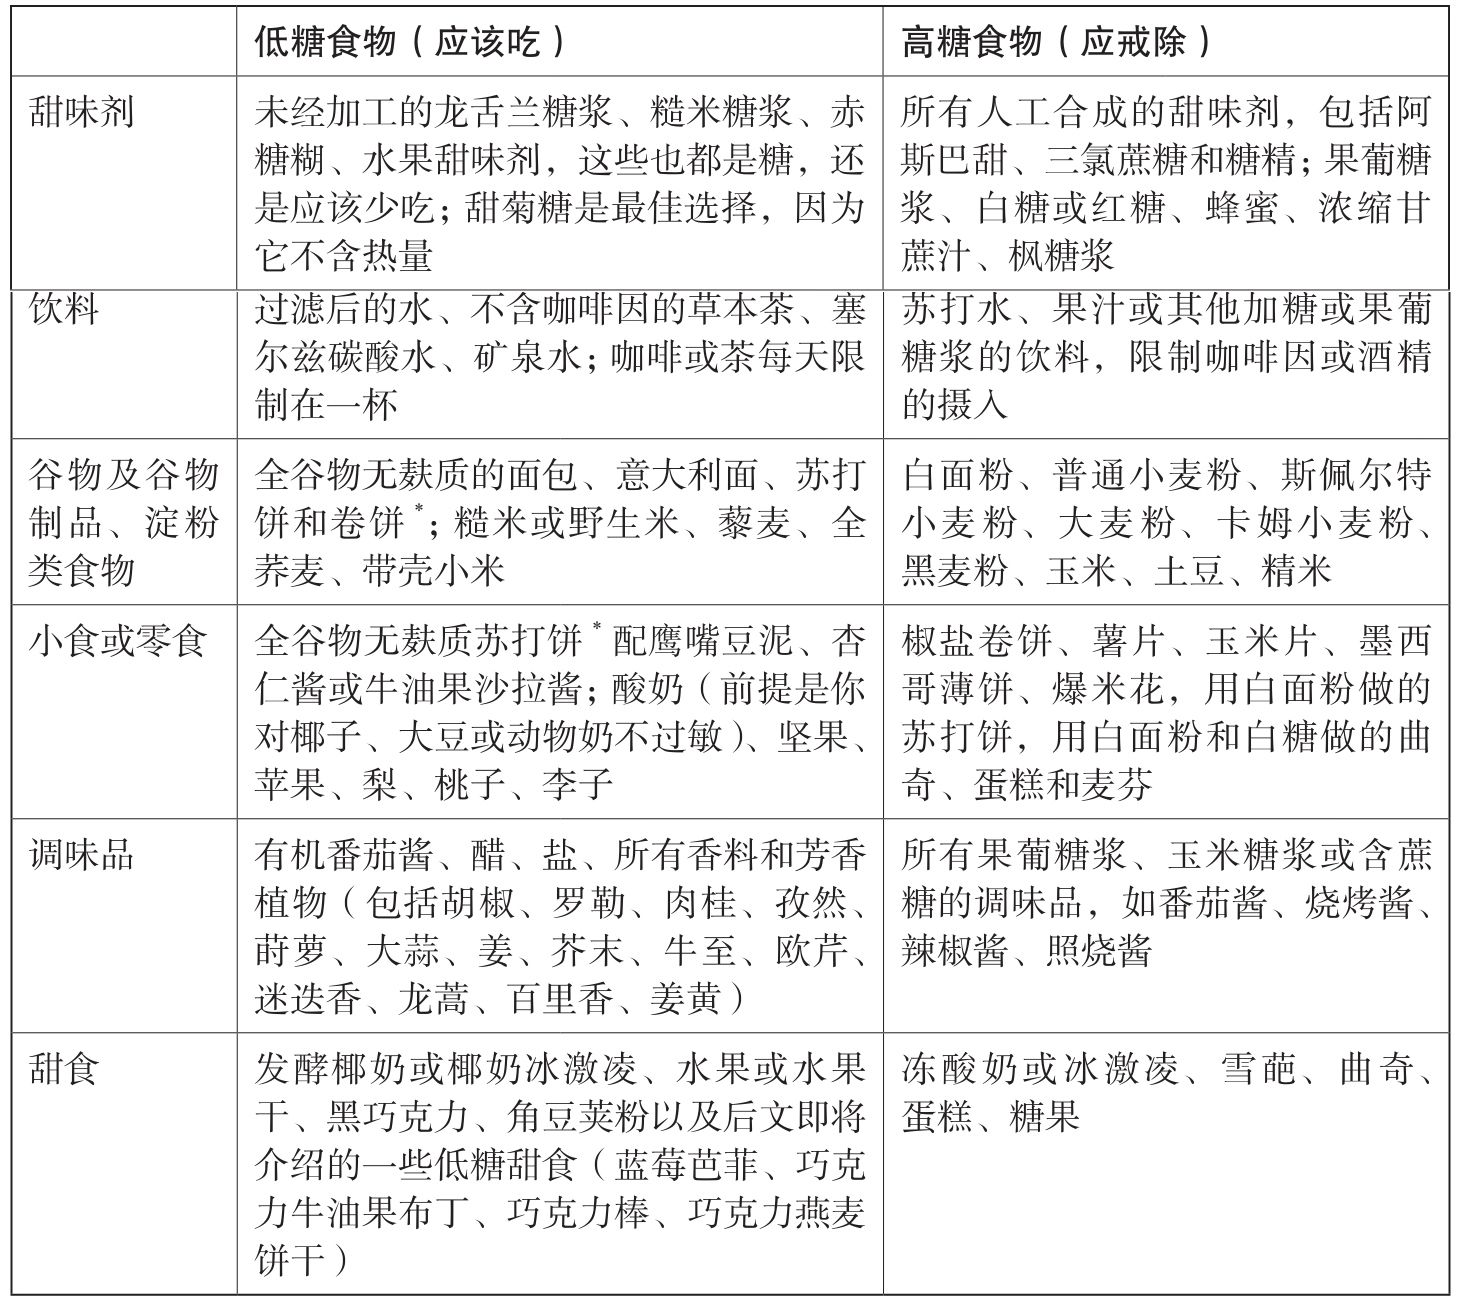 低糖食物（应该吃）
高糖食物（应戒除）
甜味剂
未经加工的龙舌兰糖浆、糙米糖浆、赤
糖糊、水果甜味剂，这些也都是糖，还
是应该少吃；甜菊糖是最佳选择，因为
它不含热量
所有人工合成的甜味剂，包括阿
斯巴甜、三氯蔗糖和糖精；果葡糖
浆、白糖或红糖、蜂蜜、浓缩甘
蔗汁、枫糖浆
饮料
过滤后的水、不含咖啡因的草本茶、塞
尔兹碳酸水、矿泉水；咖啡或茶每天限
制在一杯
苏打水、果汁或其他加糖或果葡
糖浆的饮料，限制咖啡因或酒精
的摄入
谷物及谷物
制品、淀粉
类食物
全谷物无麸质的面包、意大利面、苏打
饼和卷饼*；糙米或野生米、藜麦、全
荞麦、带壳小米
白面粉、普通小麦粉、斯佩尔特
小麦粉、大麦粉、卡姆小麦粉、
黑麦粉、玉米、土豆、精米
小食或零食
全谷物无麸质苏打饼*配鹰嘴豆泥、杏
仁酱或牛油果沙拉酱；酸奶（前提是你
对椰子、大豆或动物奶不过敏）、坚果、
苹果、梨、桃子、李子
椒盐卷饼、薯片、玉米片、墨西
哥薄饼、爆米花，用白面粉做的
苏打饼，用白面粉和白糖做的曲
奇、蛋糕和麦芬
调味品
有机番茄酱、醋、盐、所有香料和芳香
植物（包括胡椒、罗勒、肉桂、孜然、
莳萝、大蒜、姜、芥末、牛至、欧芹、
迷迭香、龙蒿、百里香、姜黄）
所有果葡糖浆、玉米糖浆或含蔗
糖的调味品，如番茄酱、烧烤酱、
辣椒酱、照烧酱
甜食
发酵椰奶或椰奶冰激凌、水果或水果
干、黑巧克力、角豆荚粉以及后文即将
介绍的一些低糖甜食（蓝莓芭菲、巧克
力牛油果布丁、巧克力棒、巧克力燕麦
饼干）
冻酸奶或冰激凌、雪葩、曲奇、
蛋糕、糖果